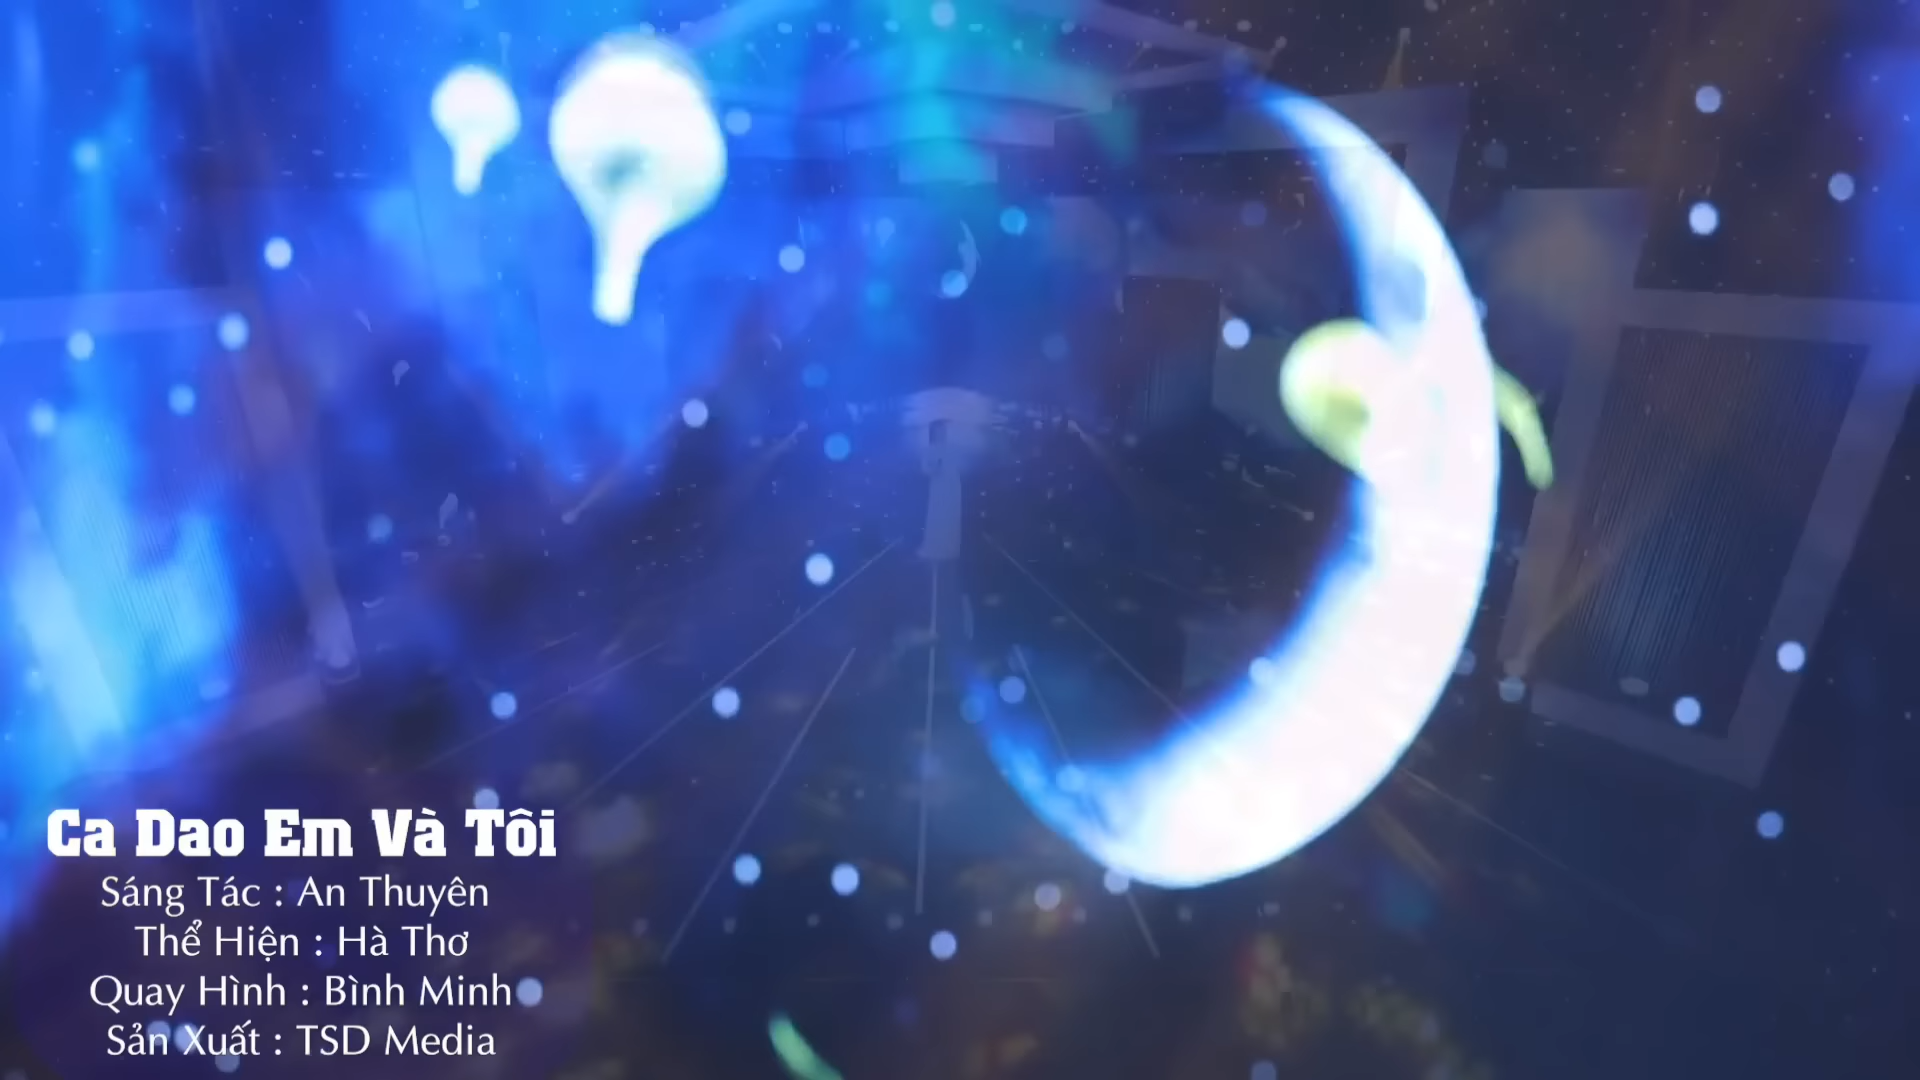 Ca Dao Em Và Tôi
Sáng Tác : An Thuyên
Thể Hiện : Hà Thơ
Quay Hình : Bình Minh
Sản Xuất : TSD Media